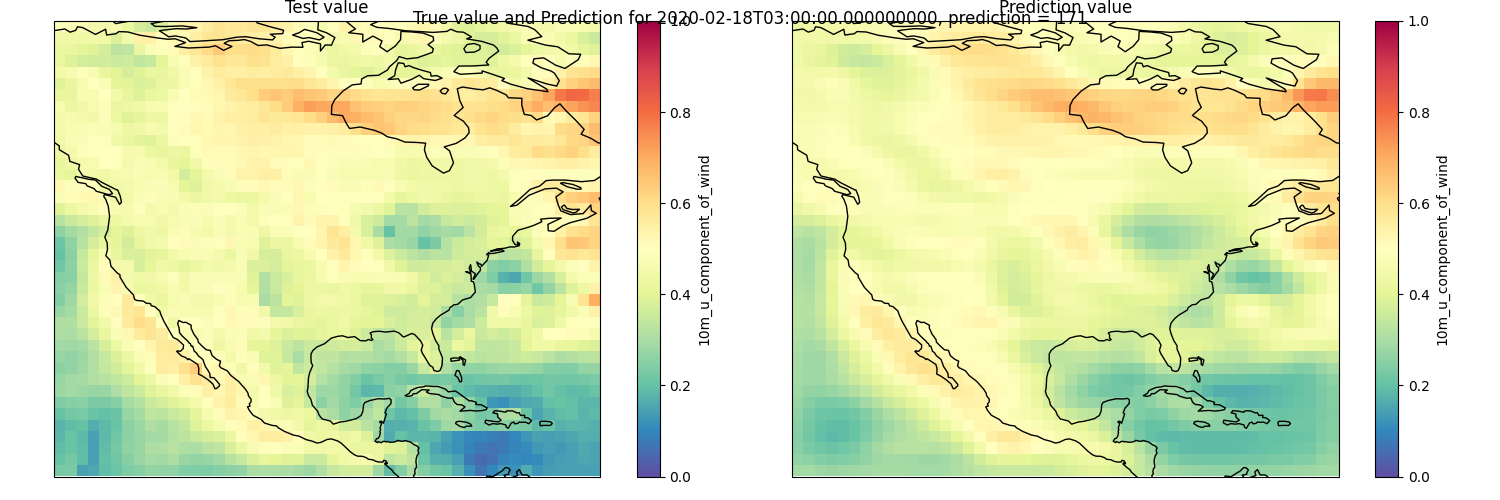 Test value
True value and Prediction for 2020-02-18T03:00:00.000000000, prediction = 171
Prediction value
1.0
0.8
0.6
0.4
0.2
0.0
10m_u_component_of_wind
1.0
0.8
0.6
0.4
0.2
0.0
10m_u_component_of_wind